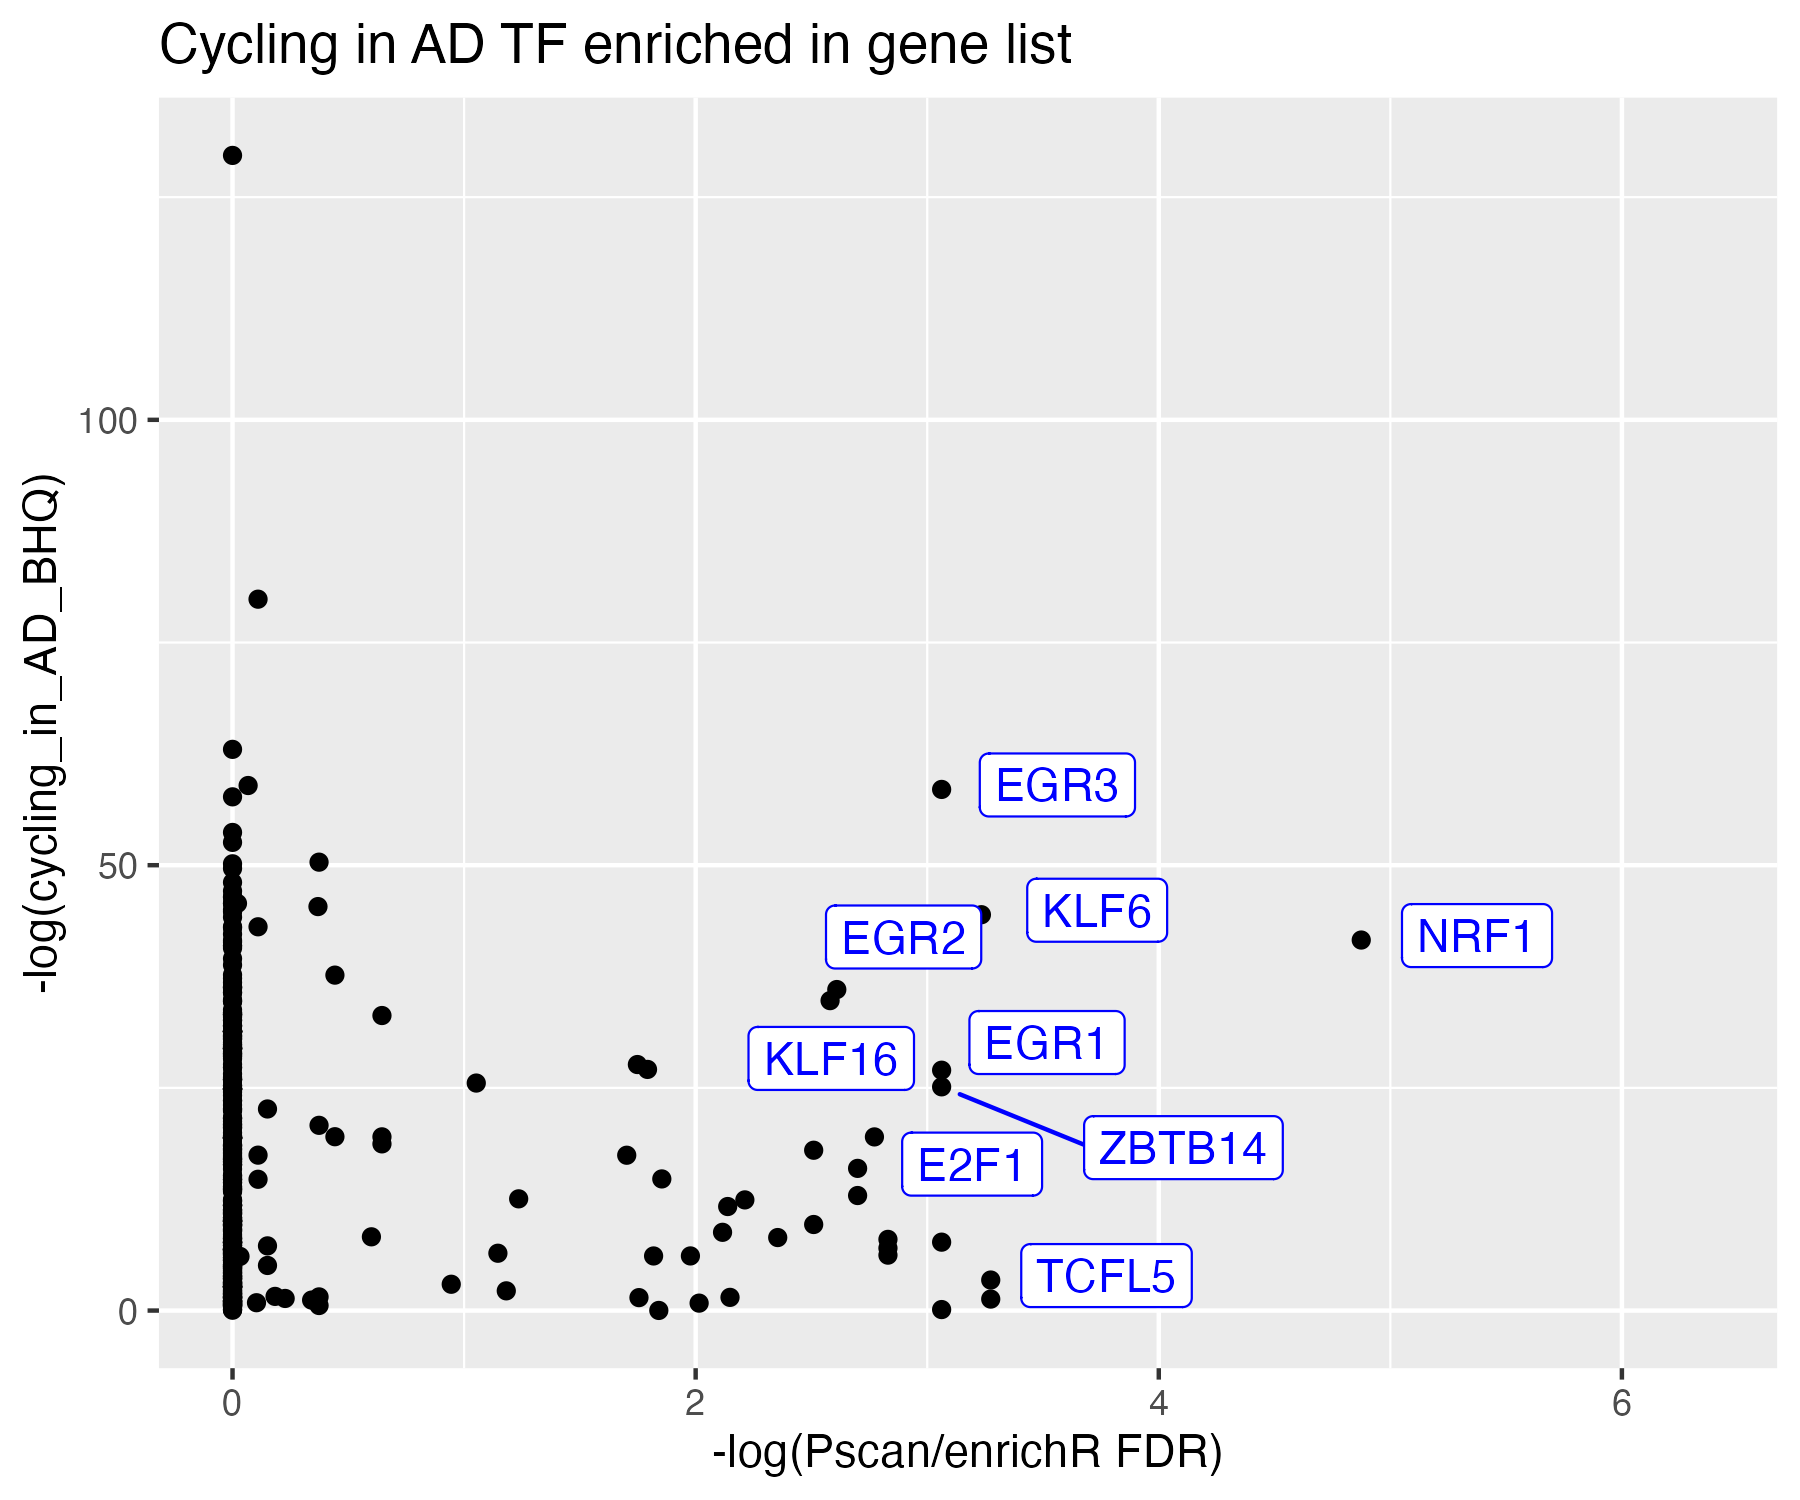 Cycling in AD TF enriched in gene list
-log(cycling_in_AD_BHQ)
100
50
0
EGR3
KLF6
EGR2
NRF1
EGR1
KLF16
ZBTB14
E2F1
TCFL5
0 2 4 6
-log(Pscan/enrichR FDR)